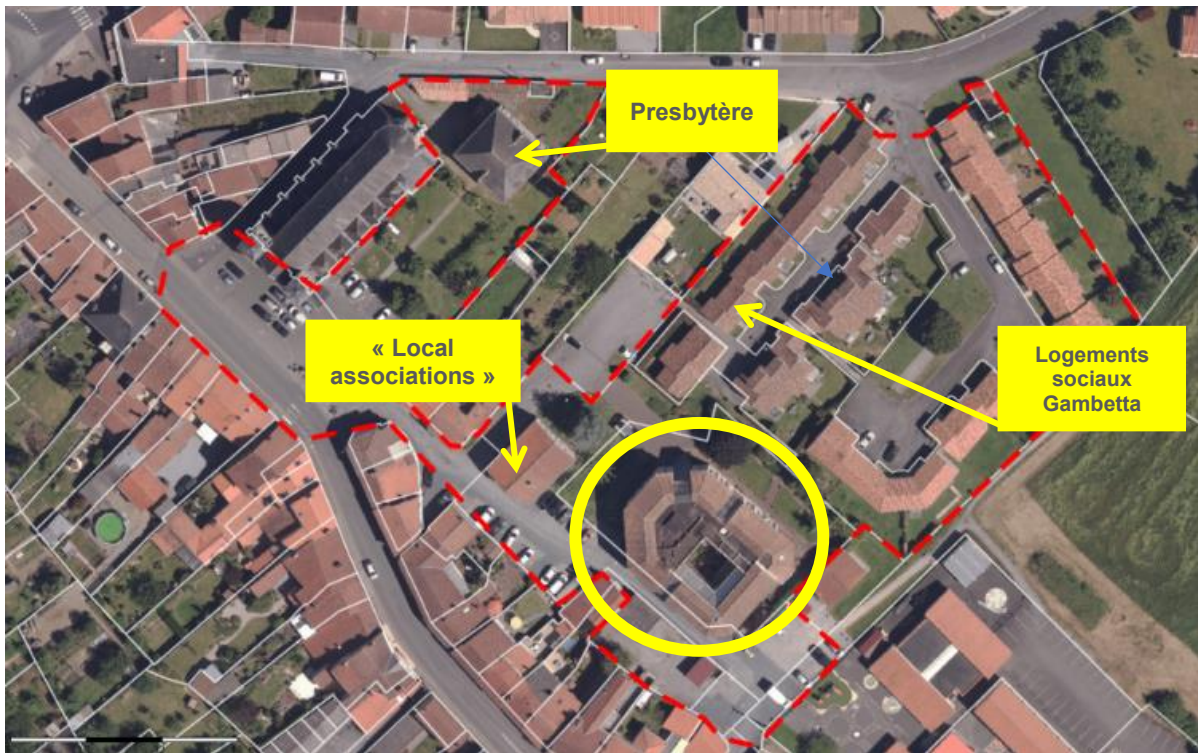 Presbytère
« Local
associations »
Logements
sociaux
Gambetta